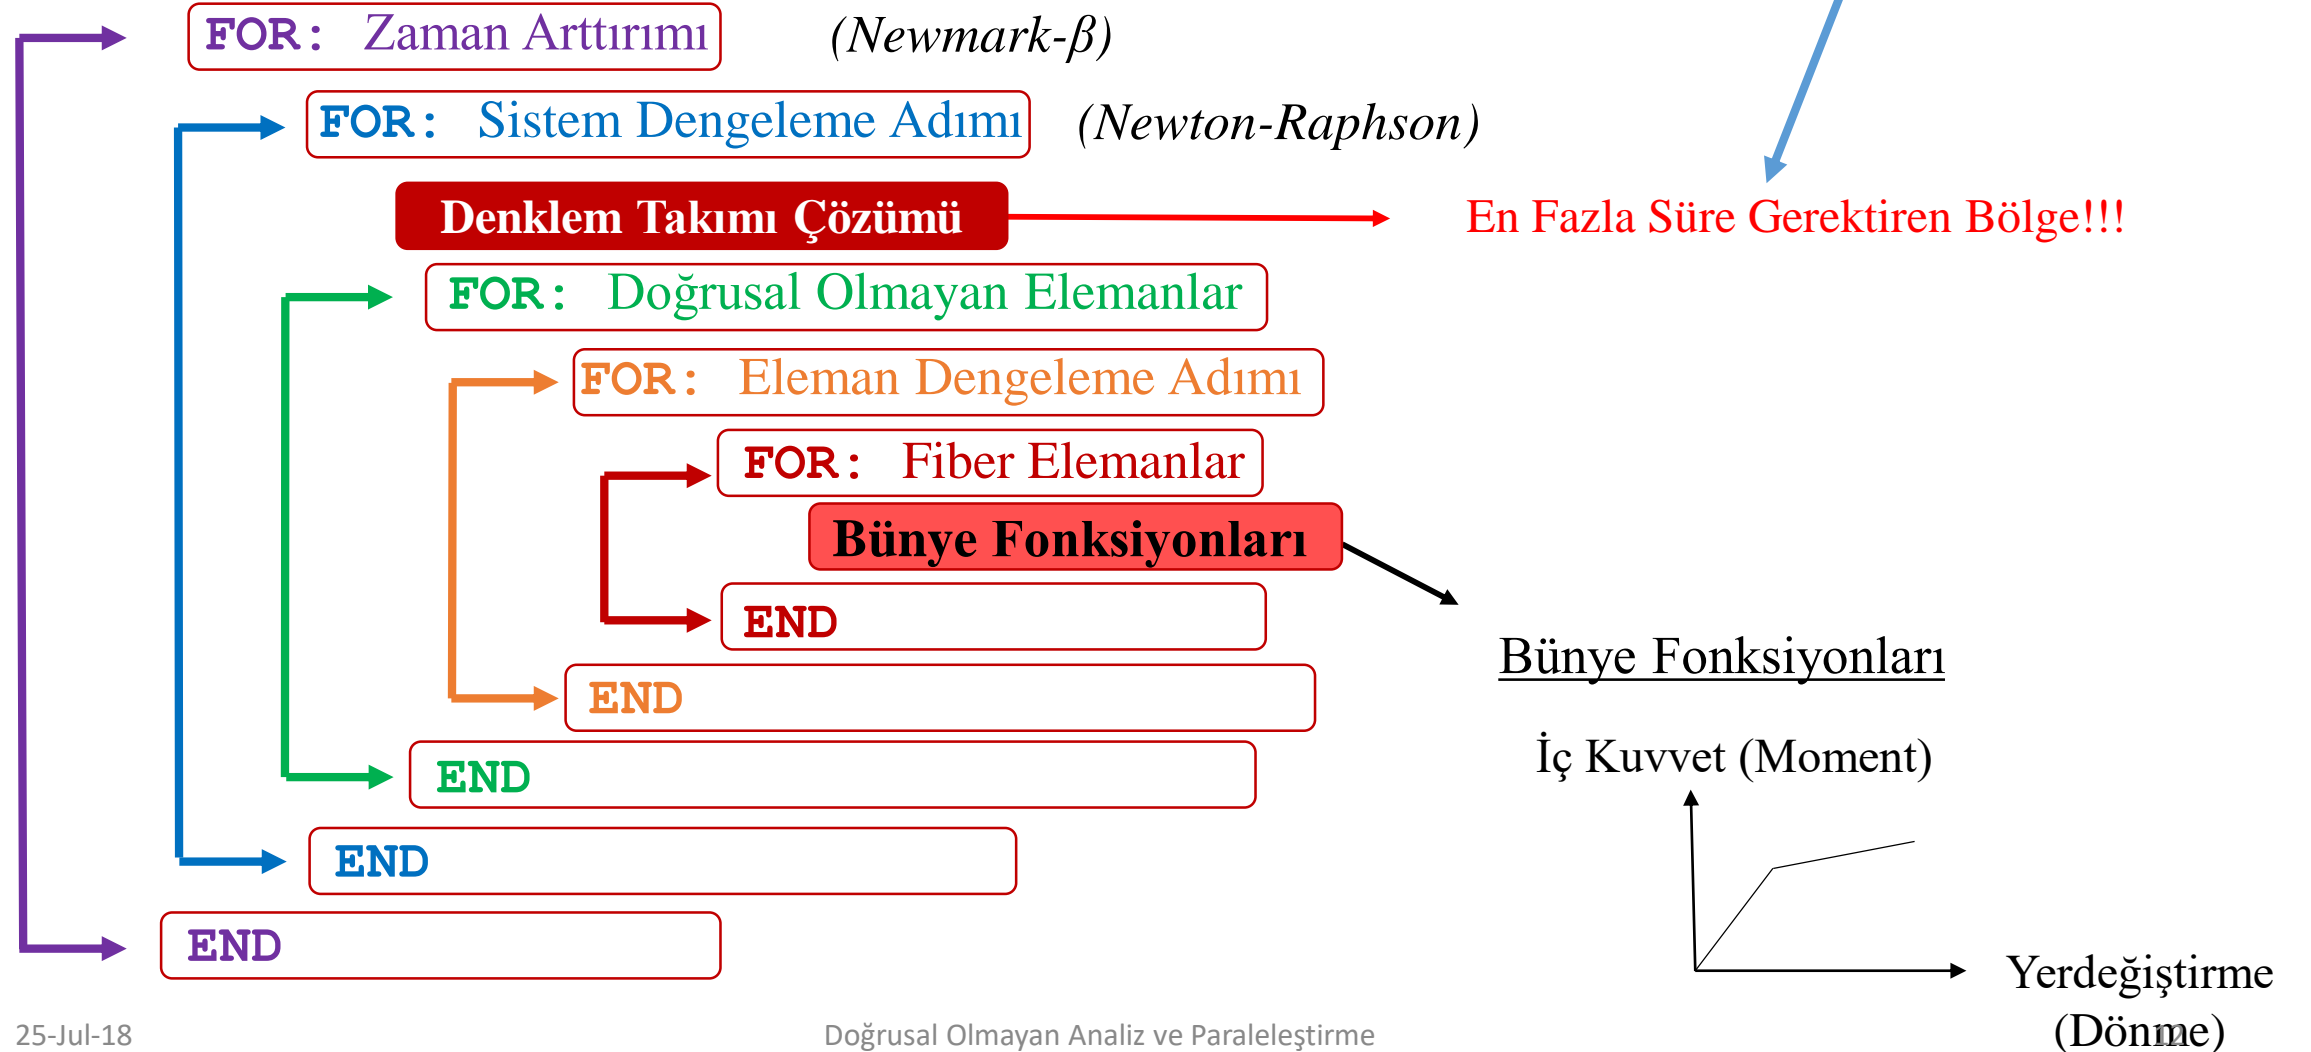 FOR: Zaman Arttırımı (Newmark-β)
FOR: Sistem Dengeleme Adımı (Newton-Raphson)
Denklem Takımı Çözümü En Fazla Süre Gerektiren Bölge!!!
FOR: Doğrusal Olmayan Elemanlar
FOR: Eleman Dengeleme Adımı
FOR: Fiber Elemanlar
Bünye Fonksiyonları
END
Bünye Fonksiyonları
END
İç Kuvvet (Moment)
END
END
END
Yerdeğiştirme
(Dönme)
25-Jul-18 Doğrusal Olmayan Analiz ve Paraleleştirme 12